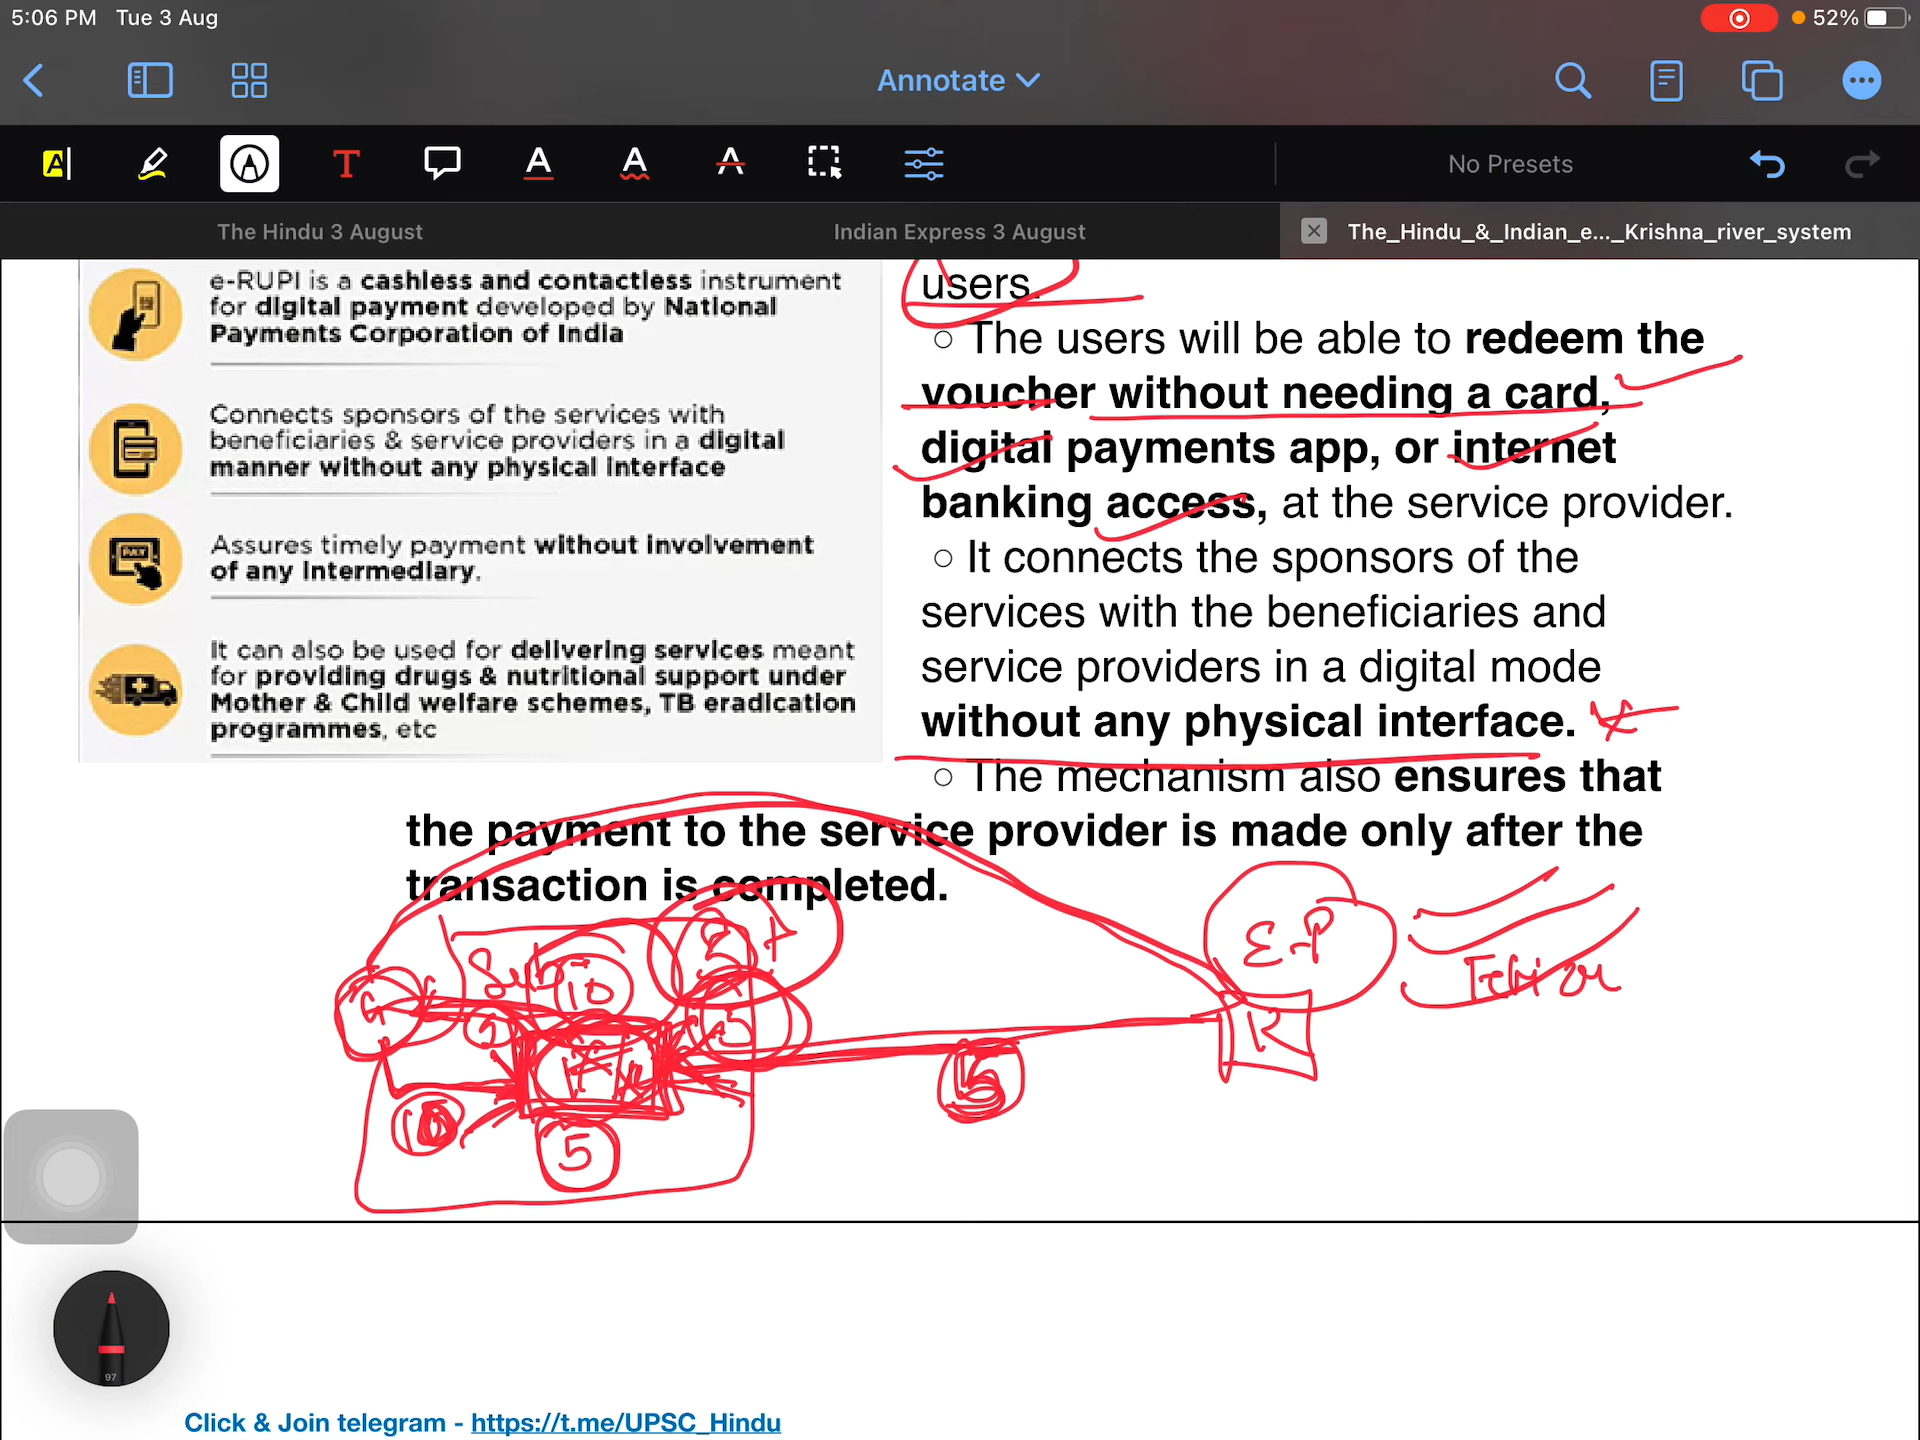 5:06 PM Tue 3 Aug
52%
Annotate
No Presets
The Hindu 3 August
Indian Express 3 August
The_Hindu_&_Indian_e..._Krishna_river_system
e-RUPI is a cashless and contactless instrument
for digital payment developed by National
Payments Corporation of India
Connects sponsors of the services with
beneficiaries & service providers in a digital
manner without any physical interface
Assures timely payment without involvement
of any intermediary.
It can also be used for delivering services meant
for providing drugs & nutritional support under
Mother & Child welfare schemes, TB eradication
programmes, etc
users.
○ The users will be able to redeem the
voucher without needing a card,
digital payments app, or internet
banking access, at the service provider.
○ It connects the sponsors of the
services with the beneficiaries and
service providers in a digital mode
without any physical interface.
○ The mechanism also ensures that
the payment to the service provider is made only after the
transaction is completed.
E-P
10
R
5
97
Click & Join telegram - https://t.me/UPSC_Hindu